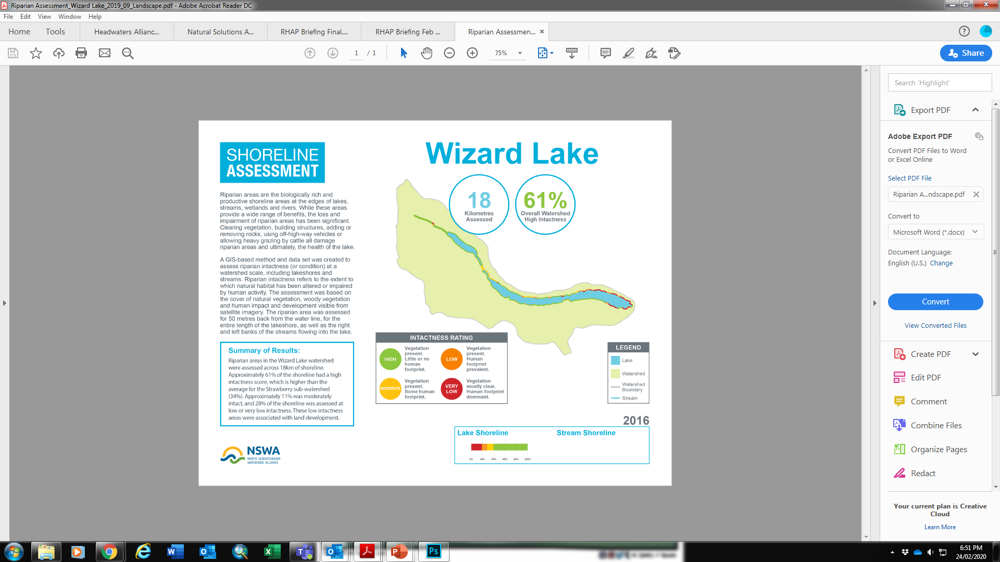 Riparian Assessment_Wizard Lake_2019_09_Landscape.pdf - Adobe Acrobat Reader DC
File Edit View Window Help
Home Tools Headwaters Allianc... Natural Solutions A... RHAP Briefing Final.... RHAP Briefing Feb ... Riparian Assessmen... ×
1 / 1 75% Share
SHORELINE
ASSESSMENT
Riparian areas are the biologically rich and
productive shoreline areas at the edges of lakes,
streams, wetlands and rivers. While these areas
provide a wide range of benefits, the loss and
impairment of riparian areas has been significant.
Clearing vegetation, building structures, adding or
removing rocks, using off-high-way vehicles or
allowing heavy grazing by cattle all damage
riparian areas and ultimately, the health of the lake.
A GIS-based method and data set was created to
assess riparian intactness (or condition) at a
watershed scale, including lakeshores and
streams. Riparian intactness refers to the extent to
which natural habitat has been altered or impaired
by human activity. The assessment was based on
the cover of natural vegetation, woody vegetation
and human impact and development visible from
satellite imagery. The riparian area was assessed
for 50 metres back from the water line, for the
entire length of the lakeshore, as well as the right
and left banks of the streams flowing into the lake.
Summary of Results:
Riparian areas in the Wizard Lake watershed
were assessed across 18km of shoreline.
Approximately 61% of the shoreline had a high
intactness score, which is higher than the
average for the Strawberry sub-watershed
(34%). Approximately 11% was moderately
intact, and 28% of the shoreline was assessed at
low or very low intactness. These low intactness
areas were associated with land development.
NSWA
NORTH SASKATCHEWAN
WATERSHED ALLIANCE
Wizard Lake
18
Kilometres
Assessed
61%
Overall Watershed
High Intactness
INTACTNESS RATING
HIGH
Vegetation
present.
Little or no
human
footprint.
LOW
Vegetation
present.
Human
footprint
prevalent.
MODERATE
Vegetation
present.
Some human
footprint.
VERY
LOW
Vegetation
mostly clear.
Human footprint
dominant.
LEGEND
Lake
Watershed
Watershed
Boundary
Stream
2016
Lake Shoreline Stream Shoreline
0% 20% 40% 60% 80% 100%
Search 'Highlight'
Export PDF
Adobe Export PDF
Convert PDF Files to Word
or Excel Online
Select PDF File
Riparian A...ndscape.pdf
Convert to
Microsoft Word (*.docx)
Document Language:
English (U.S.) Change
Convert
View Converted Files
Create PDF
Edit PDF
Comment
Combine Files
Organize Pages
Redact
Your current plan is Creative
Cloud
Learn More
6:51 PM
24/02/2020